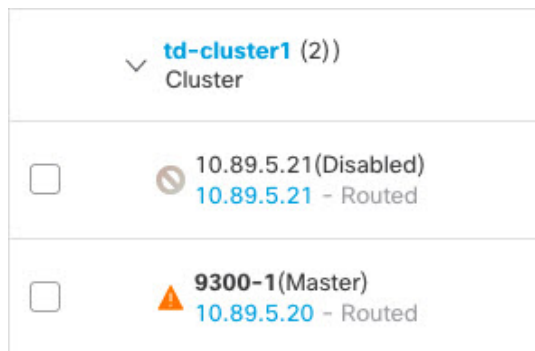 td-cluster1 (2))
Cluster
10.89.5.21(Disabled)
10.89.5.21 - Routed
9300-1(Master)
10.89.5.20 - Routed